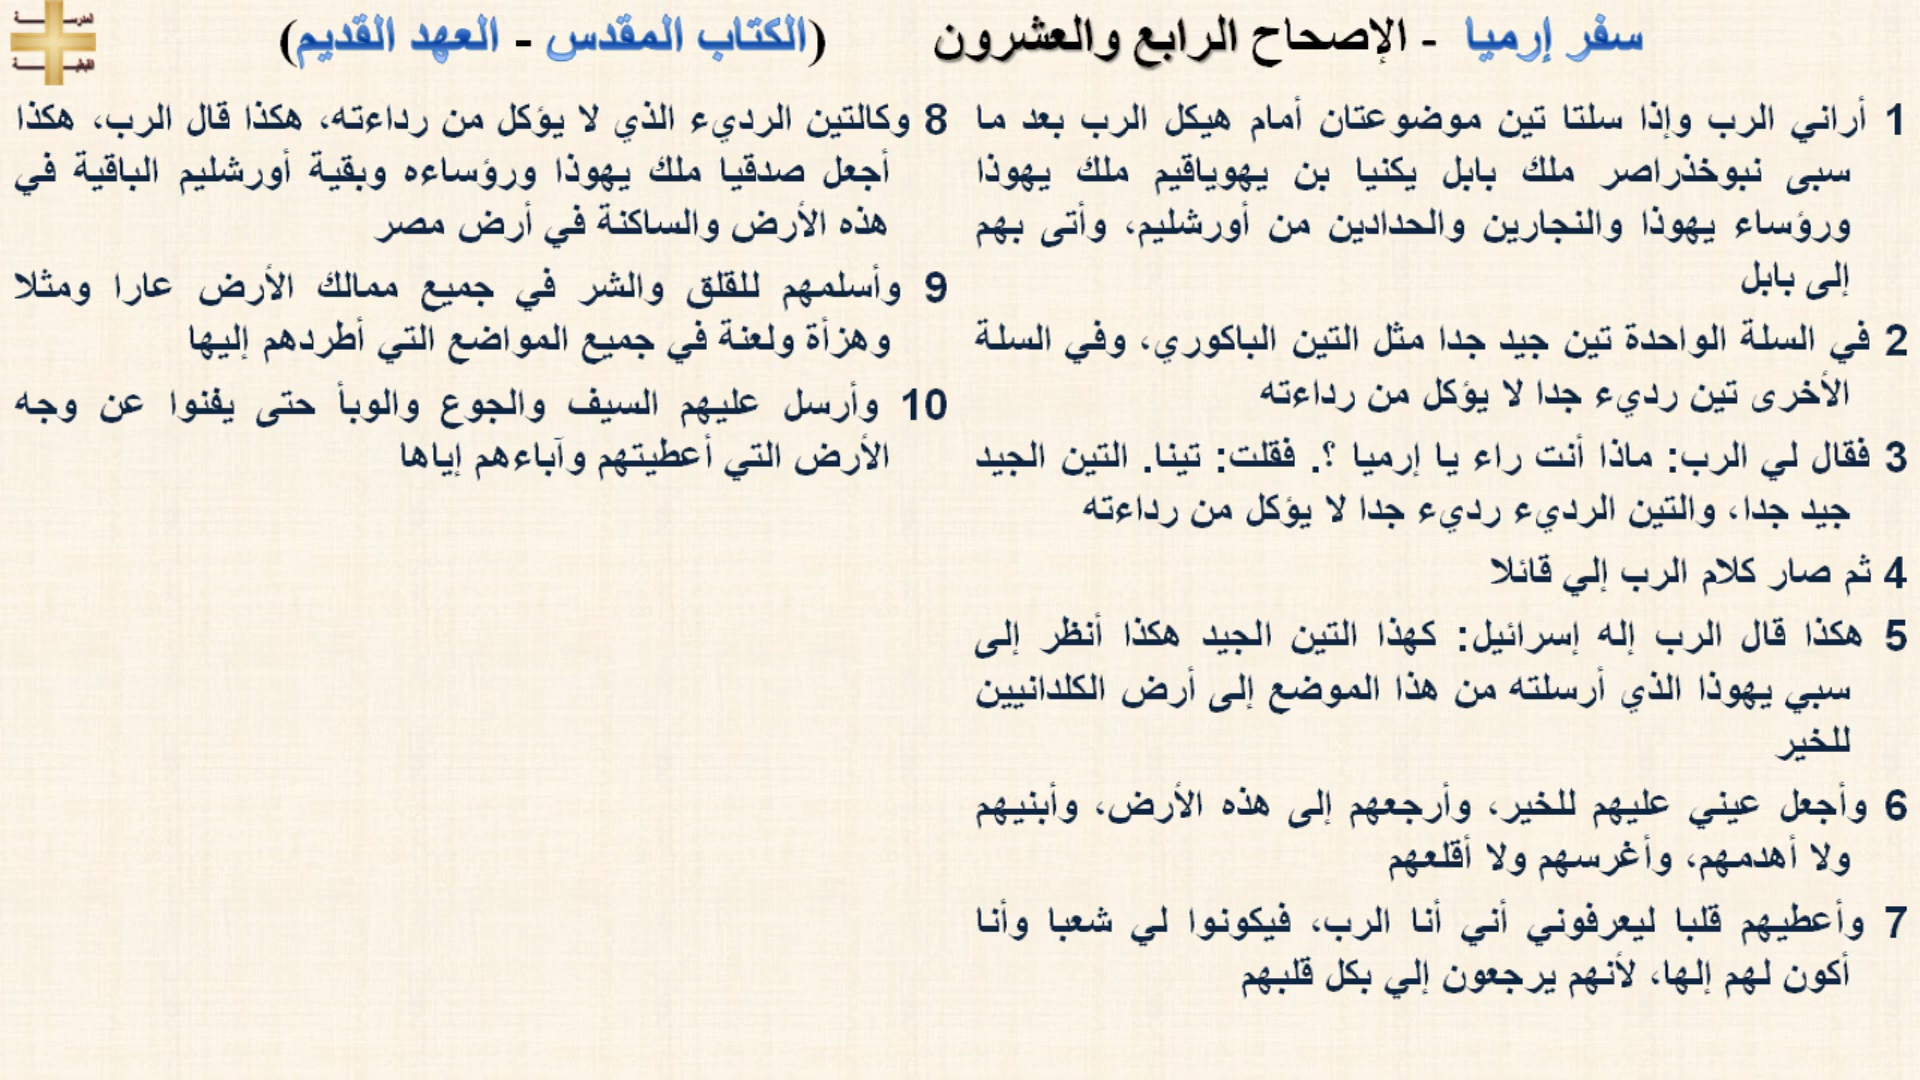 سفر إرميا - الإصحاح الرابع والعشرون (الكتاب المقدس - العهد القديم)
1 أراني الرب وإذا سلتا تين موضوعتان أمام هيكل الرب بعد ما
سبى نبوخذراصر ملك بابل يكنيا بن يهوياقيم ملك يهوذا
ورؤساء يهوذا والنجارين والحدادين من أورشليم، وأتى بهم
إلى بابل
2 في السلة الواحدة تين جيد جدا مثل التين الباكوري، وفي السلة
الأخرى تين رديء جدا لا يؤكل من رداءته
3 فقال لي الرب: ماذا أنت راء يا إرميا ؟. فقلت: تينا. التين الجيد
جيد جدا، والتين الرديء رديء جدا لا يؤكل من رداءته
4 ثم صار كلام الرب إلي قائلا
5 هكذا قال الرب إله إسرائيل: كهذا التين الجيد هكذا أنظر إلى
سبي يهوذا الذي أرسلته من هذا الموضع إلى أرض الكلدانيين
للخير
6 وأجعل عيني عليهم للخير، وأرجعهم إلى هذه الأرض، وأبنيهم
ولا أهدمهم، وأغرسهم ولا أقلعهم
7 وأعطيهم قلبا ليعرفوني أني أنا الرب، فيكونوا لي شعبا وأنا
أكون لهم إلها، لأنهم يرجعون إلي بكل قلبهم
8 وكالتين الرديء الذي لا يؤكل من رداءته، هكذا قال الرب، هكذا
أجعل صدقيا ملك يهوذا ورؤساءه وبقية أورشليم الباقية في
هذه الأرض والساكنة في أرض مصر
9 وأسلمهم للقلق والشر في جميع ممالك الأرض عارا ومثلا
وهزأة ولعنة في جميع المواضع التي أطردهم إليها
10 وأرسل عليهم السيف والجوع والوبأ حتى يفنوا عن وجه
الأرض التي أعطيتهم وآباءهم إياها